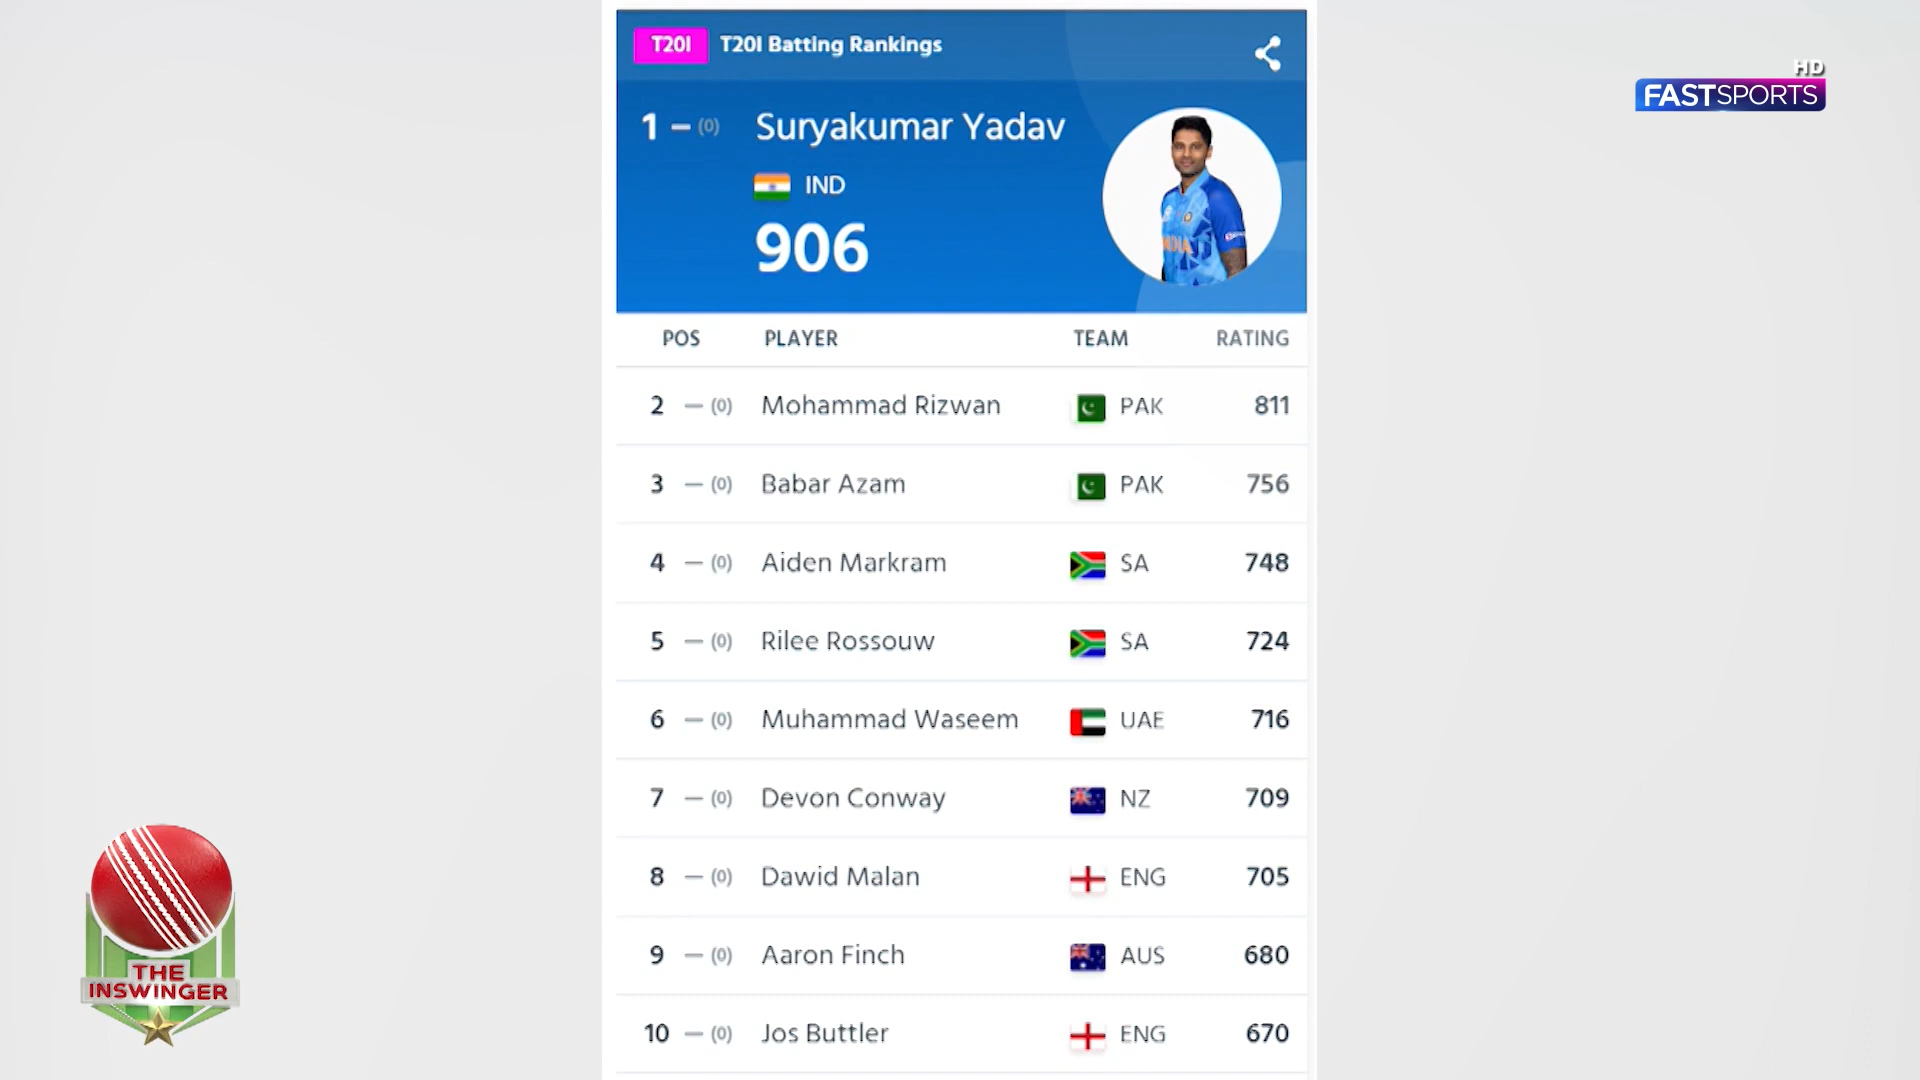 T20I T20I Batting Rankings
HD
FASTSPORTS
1 — (0) Suryakumar Yadav
IND
906
INDIA
POS PLAYER TEAM RATING
2 — (0) Mohammad Rizwan PAK 811
3 — (0) Babar Azam PAK 756
4 — (0) Aiden Markram SA 748
5 — (0) Rilee Rossouw SA 724
6 — (0) Muhammad Waseem UAE 716
7 — (0) Devon Conway NZ 709
8 — (0) Dawid Malan ENG 705
9 — (0) Aaron Finch AUS 680
10 — (0) Jos Buttler ENG 670
THE
INSWINGER